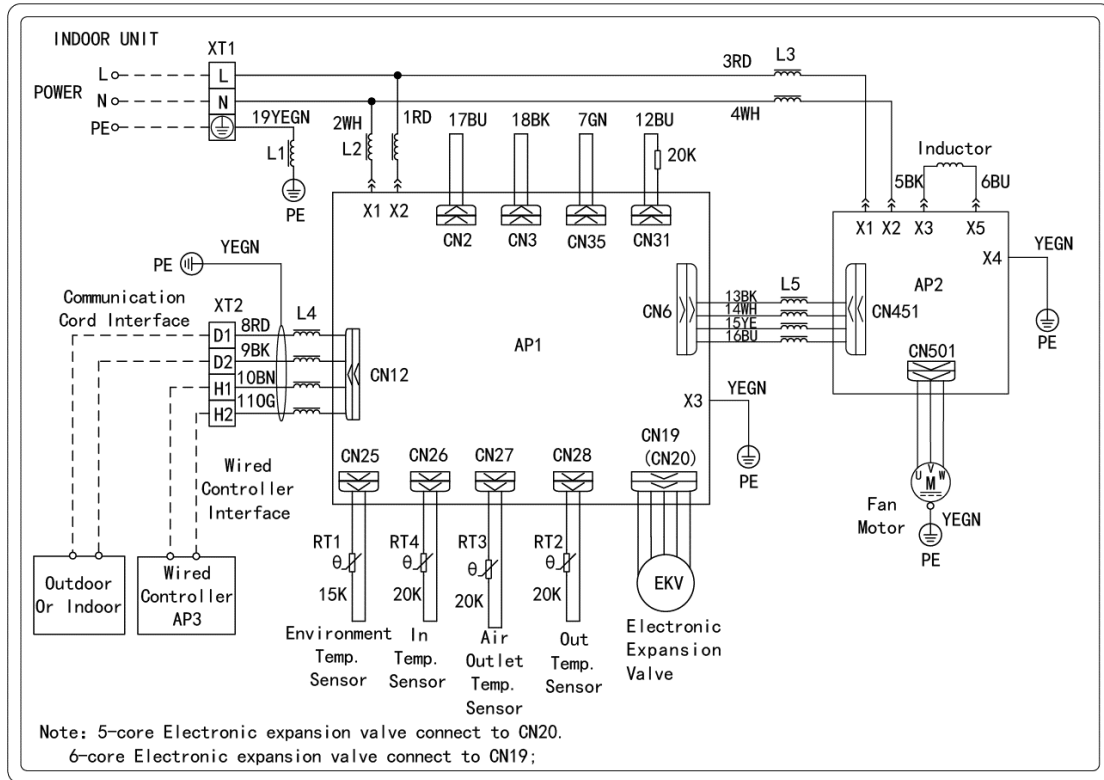 INDOOR UNIT
XT1
L
L
POWER
N
N
PE
19YEGN
L1
PE
2WH
L2
1RD
17BU
18BK
7GN
12BU
20K
3RD
L3
4WH
Inductor
5BK
6BU
X1
X2
CN2
CN3
CN35
CN31
X1
X2
X3
X5
X4
YEGN
PE
YEGN
PE
Communication
Cord Interface
XT2
L4
D1
8RD
D2
9BK
H1
10BN
H2
11OG
CN12
AP1
CN6
13BK
14WH
15YE
16BU
L5
CN451
AP2
CN501
X3
YEGN
PE
U
V
W
M
Fan
Motor
YEGN
PE
Wired
Controller
Interface
CN25
CN26
CN27
CN28
CN19
(CN20)
RT1
θ
15K
RT4
θ
20K
RT3
θ
20K
RT2
θ
20K
EKV
Outdoor
Or Indoor
Wired
Controller
AP3
Environment
Temp.
Sensor
In
Temp.
Sensor
Air
Outlet
Temp.
Sensor
Out
Temp.
Sensor
Electronic
Expansion
Valve
Note: 5-core Electronic expansion valve connect to CN20.
6-core Electronic expansion valve connect to CN19;